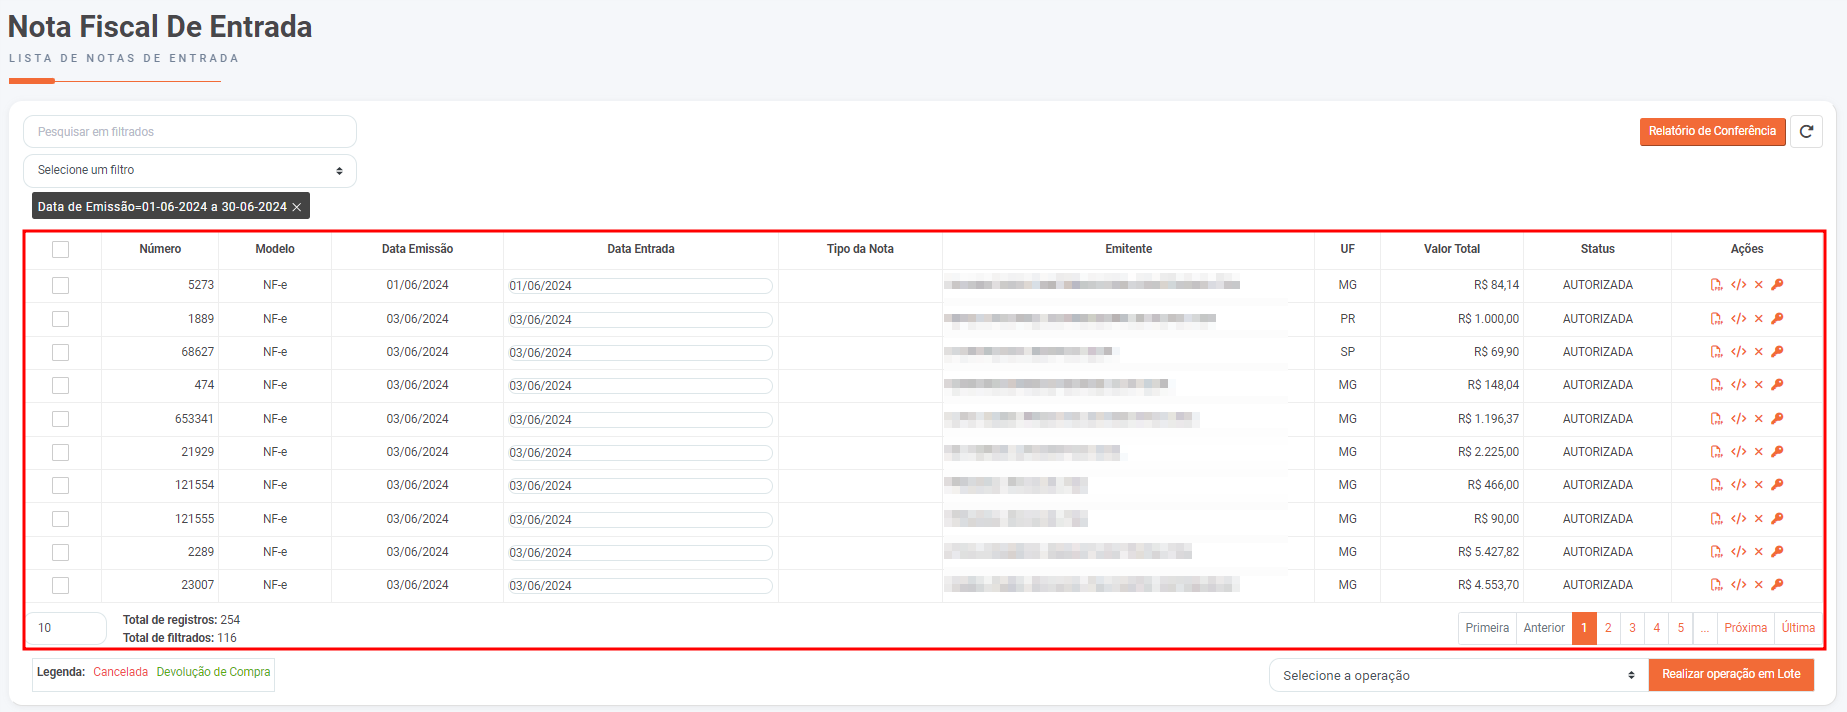 Nota Fiscal De Entrada
LISTA DE NOTAS DE ENTRADA
Pesquisar em filtrados
Relatório de Conferência
Selecione um filtro
Data de Emissão=01-06-2024 a 30-06-2024 ×
Número Modelo Data Emissão Data Entrada Tipo da Nota Emitente UF Valor Total Status Ações
5273 NF-e 01/06/2024 01/06/2024 MG R$ 84,14 AUTORIZADA
1889 NF-e 03/06/2024 03/06/2024 PR R$ 1.000,00 AUTORIZADA
68627 NF-e 03/06/2024 03/06/2024 SP R$ 69,90 AUTORIZADA
474 NF-e 03/06/2024 03/06/2024 MG R$ 148,04 AUTORIZADA
653341 NF-e 03/06/2024 03/06/2024 MG R$ 1.196,37 AUTORIZADA
21929 NF-e 03/06/2024 03/06/2024 MG R$ 2.225,00 AUTORIZADA
121554 NF-e 03/06/2024 03/06/2024 MG R$ 466,00 AUTORIZADA
121555 NF-e 03/06/2024 03/06/2024 MG R$ 90,00 AUTORIZADA
2289 NF-e 03/06/2024 03/06/2024 MG R$ 5.427,82 AUTORIZADA
23007 NF-e 03/06/2024 03/06/2024 MG R$ 4.553,70 AUTORIZADA
10
Total de registros: 254
Total de filtrados: 116
Primeira Anterior 1 2 3 4 5 ... Próxima Última
Legenda: Cancelada Devolução de Compra
Selecione a operação
Realizar operação em Lote